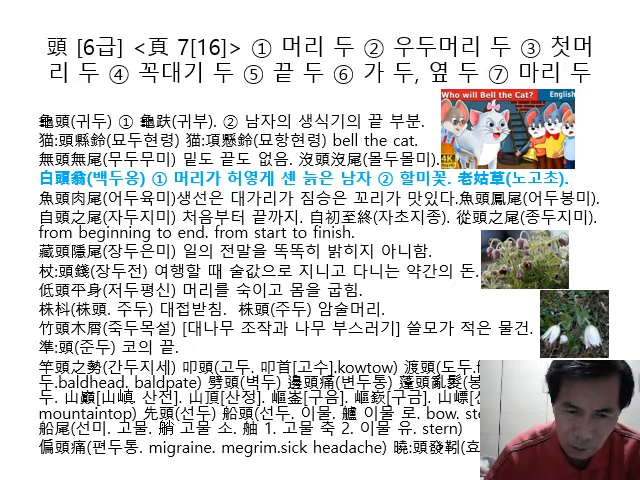 頭 [6급] <頁 7[16]> ① 머리 두 ② 우두머리 두 ③ 첫머
리 두 ④ 꼭대기 두 ⑤ 끝 두 ⑥ 가 두, 옆 두 ⑦ 마리 두
Who will Bell the Cat?
English
4K
龜頭(귀두) ① 龜趺(귀부). ② 남자의 생식기의 끝 부분.
猫:頭縣鈴(묘두현령) 猫:項懸鈴(묘항현령) bell the cat.
無頭無尾(무두무미) 밑도 끝도 없음. 沒頭沒尾(몰두몰미).
白頭翁(백두옹) ① 머리가 허옇게 센 늙은 남자 ② 할미꽃. 老姑草(노고초).
魚頭肉尾(어두육미)생선은 대가리가 짐승은 꼬리가 맛있다.魚頭鳳尾(어두봉미).
自頭之尾(자두지미) 처음부터 끝까지. 自初至終(자초지종). 從頭之尾(종두지미).
from beginning to end. from start to finish.
藏頭隱尾(장두은미) 일의 전말을 똑똑히 밝히지 아니함.
杖:頭錢(장두전) 여행할 때 술값으로 지니고 다니는 약간의 돈.
低頭平身(저두평신) 머리를 숙이고 몸을 굽힘.
株枓(株頭. 주두) 대접받침. 株頭(주두) 암술머리.
竹頭木屑(죽두목설) [대나무 조작과 나무 부스러기] 쓸모가 적은 물건.
準:頭(준두) 코의 끝.
竿頭之勢(간두지세) 叩頭(고두. 叩首[고수].kowtow) 渡頭(도두.
두.baldhead. baldpate) 劈頭(벽두) 邊頭痛(변두통) 蓬頭亂髮(봉
두. 山巓[山嵮 산전]. 山頂[산정]. 嶇崟[구음]. 嶇嶔[구금]. 山
mountaintop) 先頭(선두) 船頭(선두. 이물. 艫 이물 로. bow.
船尾(선미. 고물. 艄 고물 소. 舳 1. 고물 축 2. 이물 유. stern)
偏頭痛(편두통. migraine. megrim.sick headache) 曉:頭發靷(효